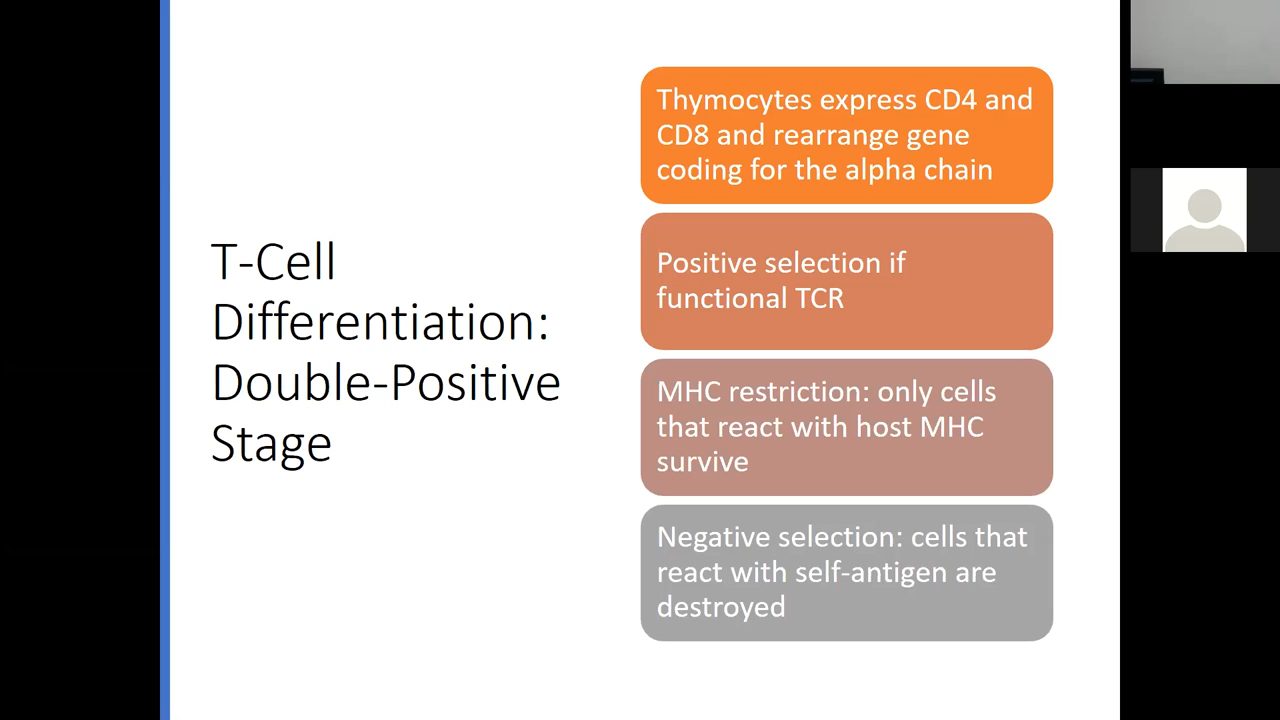 T-Cell
Differentiation:
Double-Positive
Stage
Thymocytes express CD4 and
CD8 and rearrange gene
coding for the alpha chain
Positive selection if
functional TCR
MHC restriction: only cells
that react with host MHC
survive
Negative selection: cells that
react with self-antigen are
destroyed